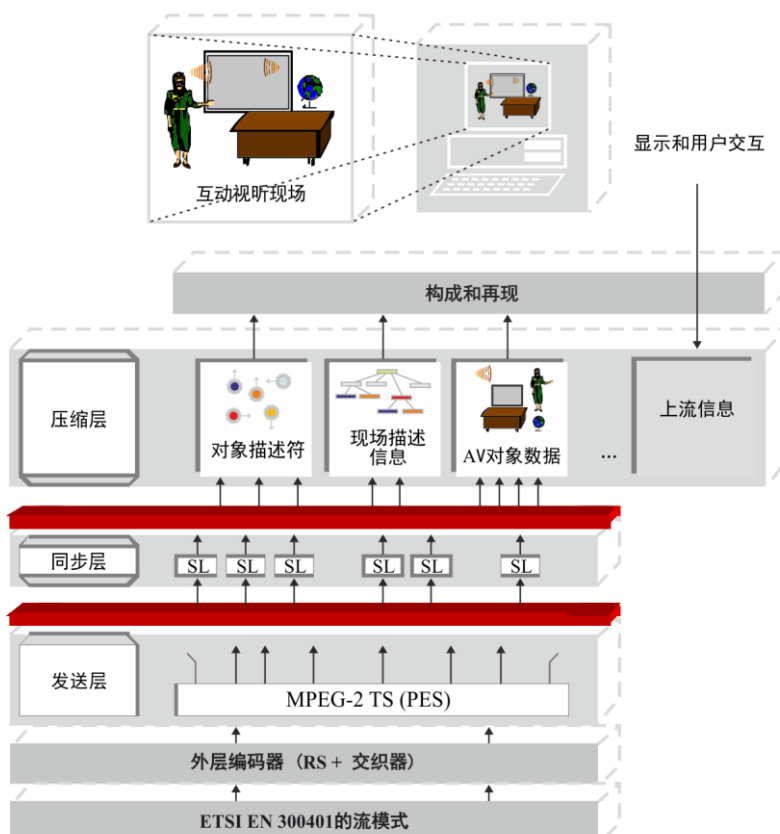 互动视听现场
显示和用户交互
构成和再现
压缩层
对象描述符
现场描述
信息
AV对象数据
...
上流信息
同步层
SL
SL
SL
SL
SL
SL
发送层
MPEG-2 TS (PES)
外层编码器（RS + 交织器）
ETSI EN 300401的流模式